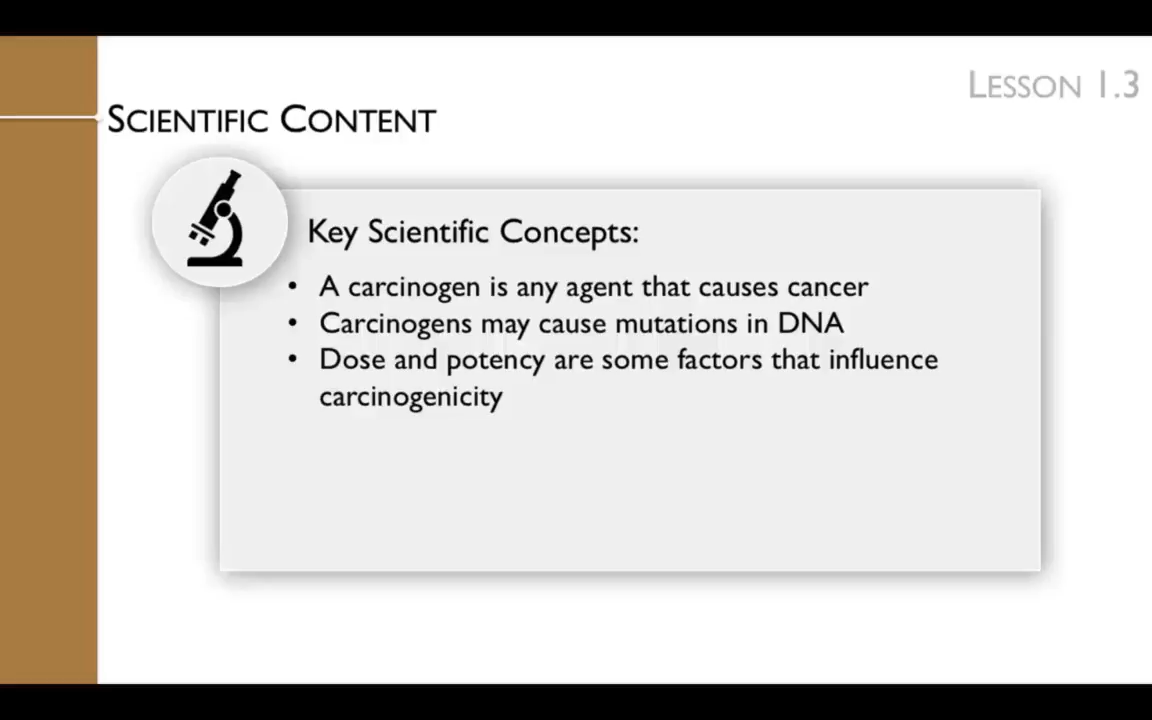 LESSON 1.3
SCIENTIFIC CONTENT
Key Scientific Concepts:
• A carcinogen is any agent that causes cancer
• Carcinogens may cause mutations in DNA
• Dose and potency are some factors that influence
carcinogenicity